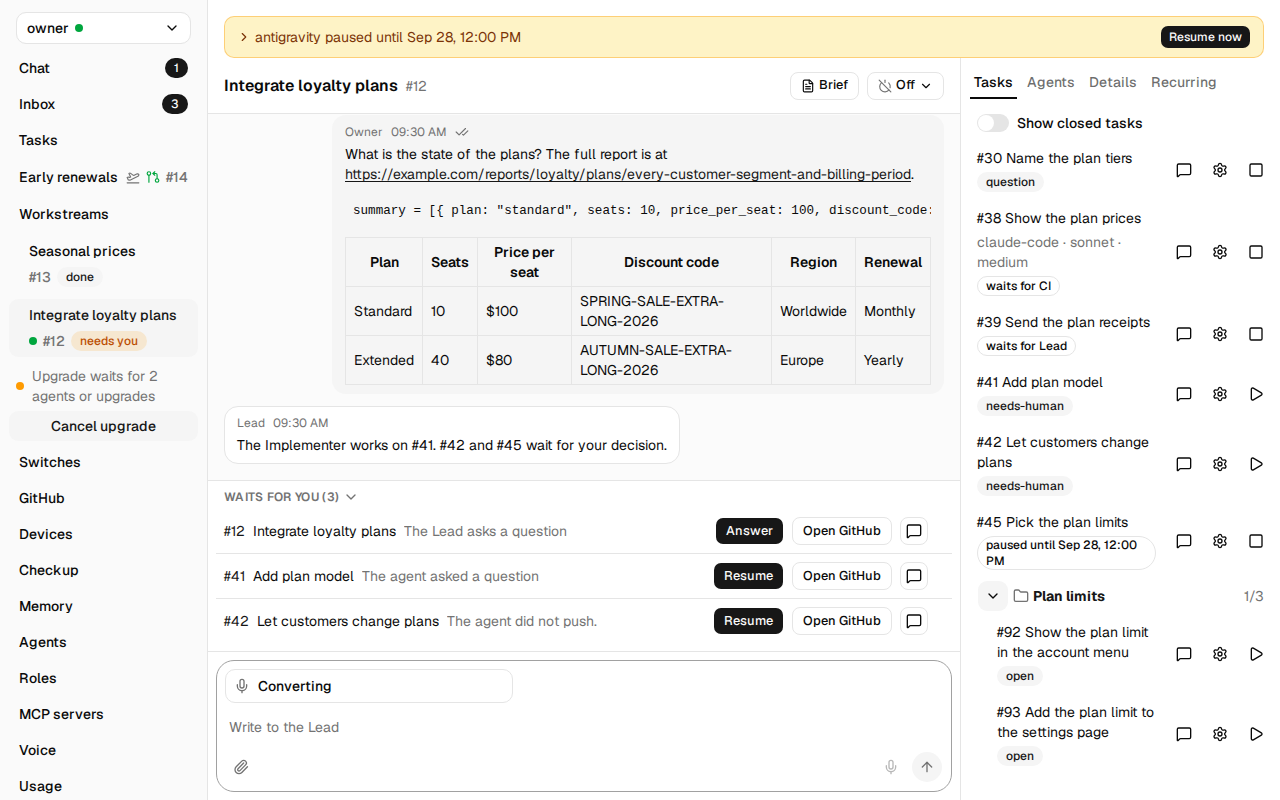 owner
Chat 1
Inbox 3
Tasks
Early renewals #14
Workstreams
Seasonal prices
#13 done
Integrate loyalty plans
#12 needs you
Upgrade waits for 2
agents or upgrades
Cancel upgrade
Switches
GitHub
Devices
Checkup
Memory
Agents
Roles
MCP servers
Voice
Usage
antigravity paused until Sep 28, 12:00 PM
Resume now
Integrate loyalty plans #12
Brief
Off
Owner 09:30 AM
What is the state of the plans? The full report is at
https://example.com/reports/loyalty/plans/every-customer-segment-and-billing-period.
summary = [{ plan: "standard", seats: 10, price_per_seat: 100, discount_code:
Plan Seats Price per seat Discount code Region Renewal
Standard 10 $100 SPRING-SALE-EXTRA-LONG-2026 Worldwide Monthly
Extended 40 $80 AUTUMN-SALE-EXTRA-LONG-2026 Europe Yearly
Lead 09:30 AM
The Implementer works on #41. #42 and #45 wait for your decision.
WAITS FOR YOU (3)
#12 Integrate loyalty plans The Lead asks a question Answer Open GitHub
#41 Add plan model The agent asked a question Resume Open GitHub
#42 Let customers change plans The agent did not push. Resume Open GitHub
Converting
Write to the Lead
Tasks Agents Details Recurring
Show closed tasks
#30 Name the plan tiers
question
#38 Show the plan prices
claude-code · sonnet ·
medium
waits for CI
#39 Send the plan receipts
waits for Lead
#41 Add plan model
needs-human
#42 Let customers change
plans
needs-human
#45 Pick the plan limits
paused until Sep 28, 12:00
PM
Plan limits 1/3
#92 Show the plan limit
in the account menu
open
#93 Add the plan limit to
the settings page
open